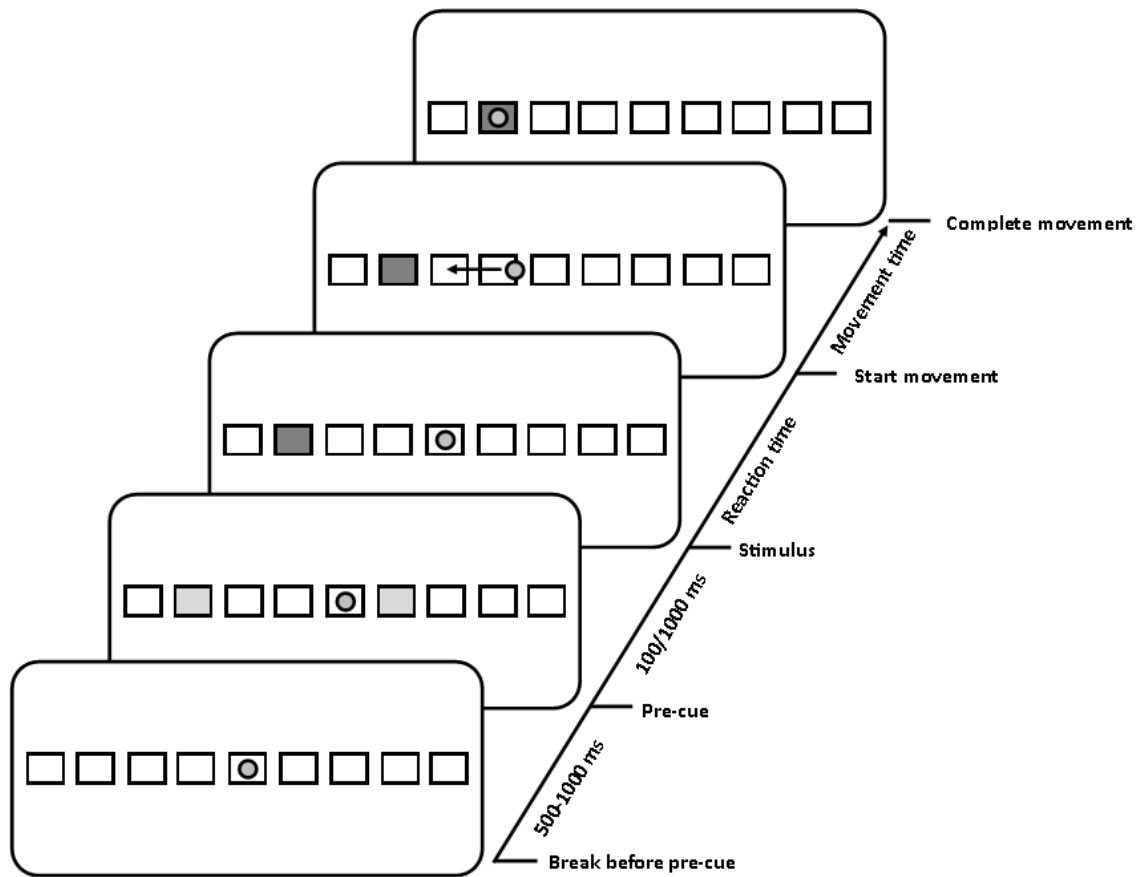 Complete movement
Movement time
Start movement
Reaction time
Stimulus
100/1000 ms
Pre-cue
500-1000 ms
Break before pre-cue